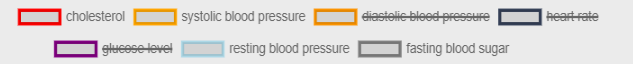 cholesterol systolic blood pressure diastolic blood pressure heart rate
glucose level resting blood pressure fasting blood sugar